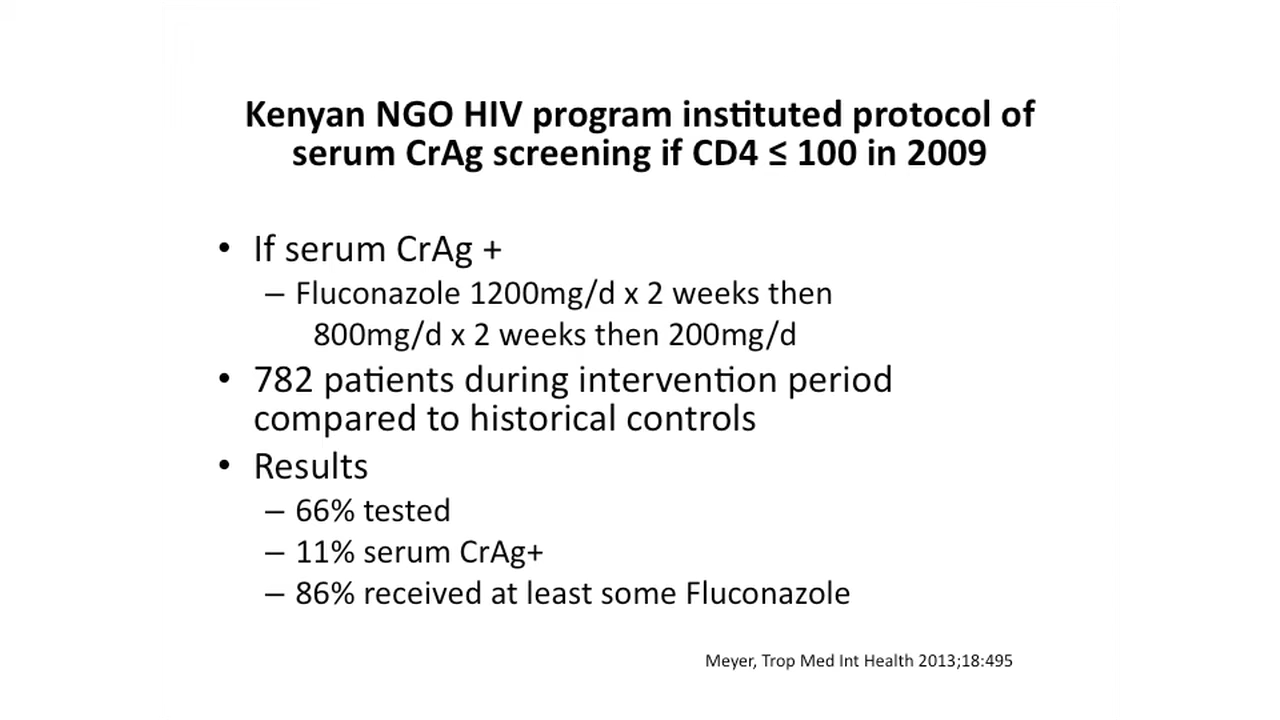 Kenyan NGO HIV program instituted protocol of
serum CrAg screening if CD4 ≤ 100 in 2009
• If serum CrAg +
– Fluconazole 1200mg/d x 2 weeks then
800mg/d x 2 weeks then 200mg/d
• 782 patients during intervention period
compared to historical controls
• Results
– 66% tested
– 11% serum CrAg+
– 86% received at least some Fluconazole
Meyer, Trop Med Int Health 2013;18:495